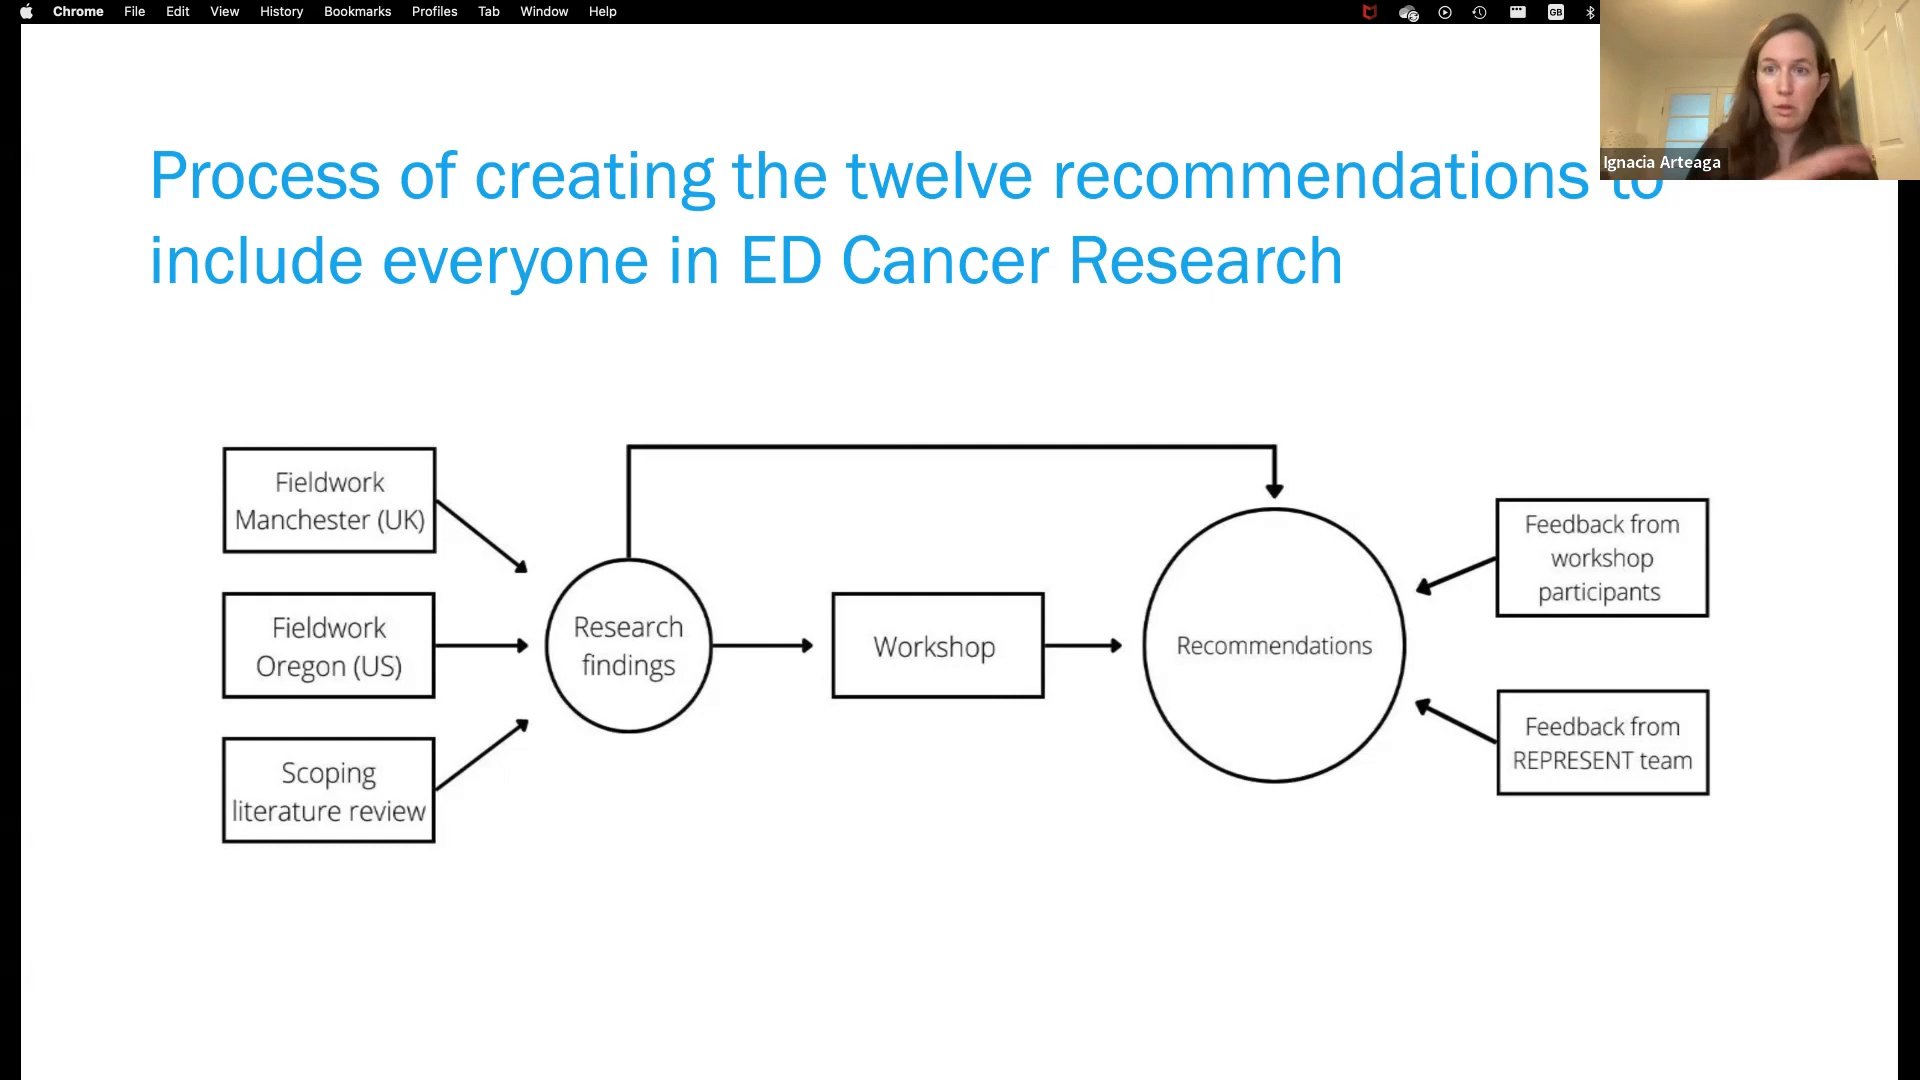 Chrome File Edit View History Bookmarks Profiles Tab Window Help
GB
Ignacia Arteaga
Process of creating the twelve recommendations to
include everyone in ED Cancer Research
Fieldwork
Manchester (UK)
Fieldwork
Oregon (US)
Scoping
literature review
Research
findings
Workshop
Recommendations
Feedback from
workshop
participants
Feedback from
REPRESENT team